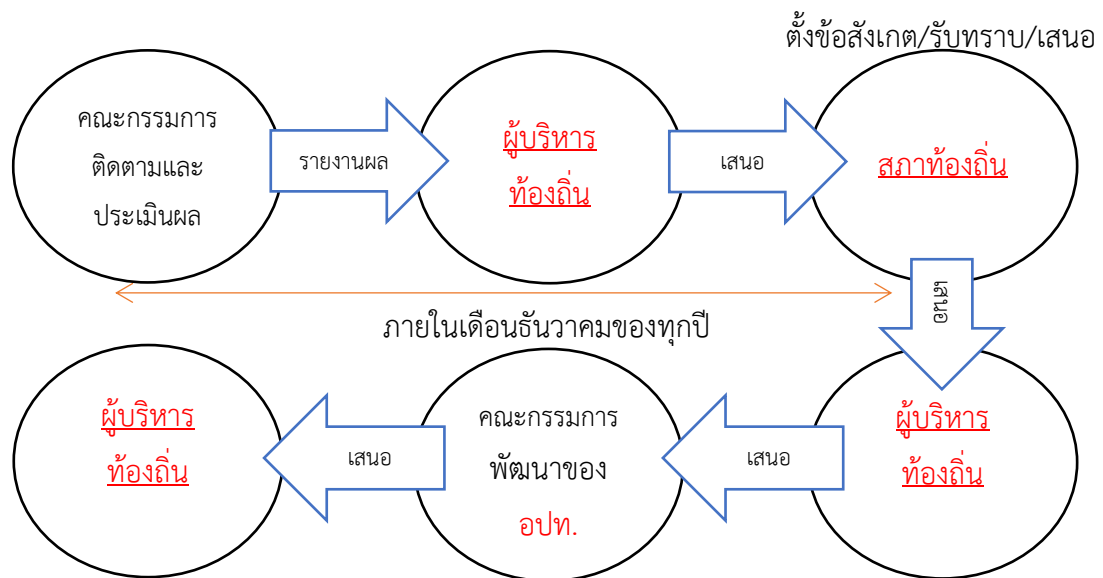 ตั้งข้อสังเกต/รับทราบ/เสนอ
คณะกรรมการ
ติดตามและ
ประเมินผล
รายงานผล
ผู้บริหาร
ท้องถิ่น
เสนอ
สภาท้องถิ่น
เสนอ
ภายในเดือนธันวาคมของทุกปี
ผู้บริหาร
ท้องถิ่น
เสนอ
คณะกรรมการ
พัฒนาของ
อปท.
เสนอ
ผู้บริหาร
ท้องถิ่น